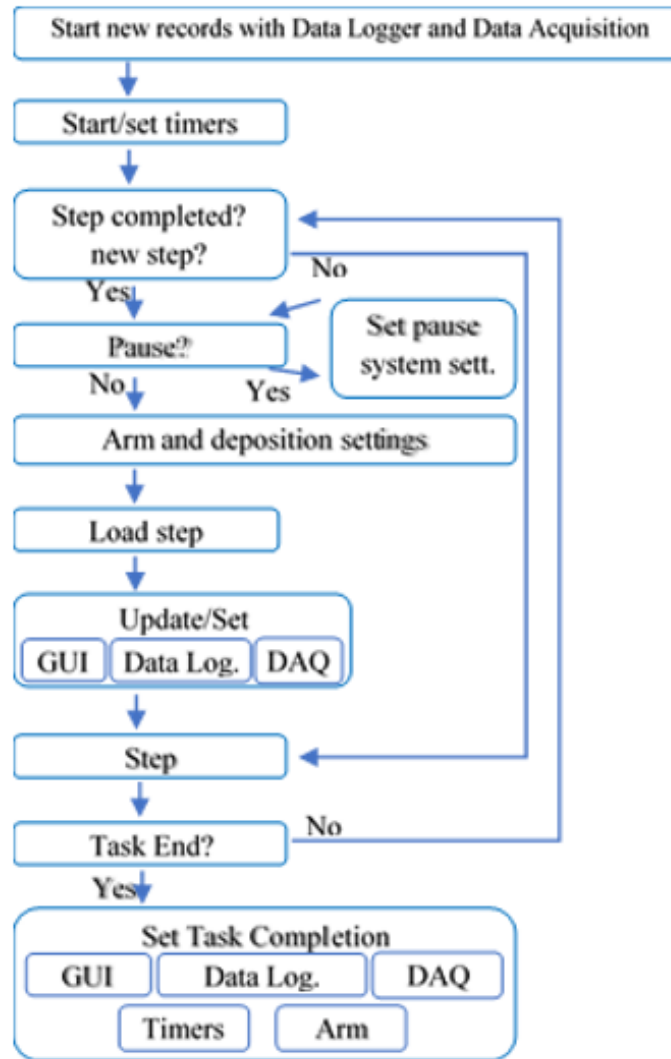 Start new records with Data Logger and Data Acquisition
Start/set timers
Step completed?
new step?
No
Yes
Pause?
Set pause
system sett.
No
Yes
Arm and deposition settings
Load step
Update/Set
GUI
Data Log.
DAQ
Step
Task End?
No
Yes
Set Task Completion
GUI
Data Log.
DAQ
Timers
Arm